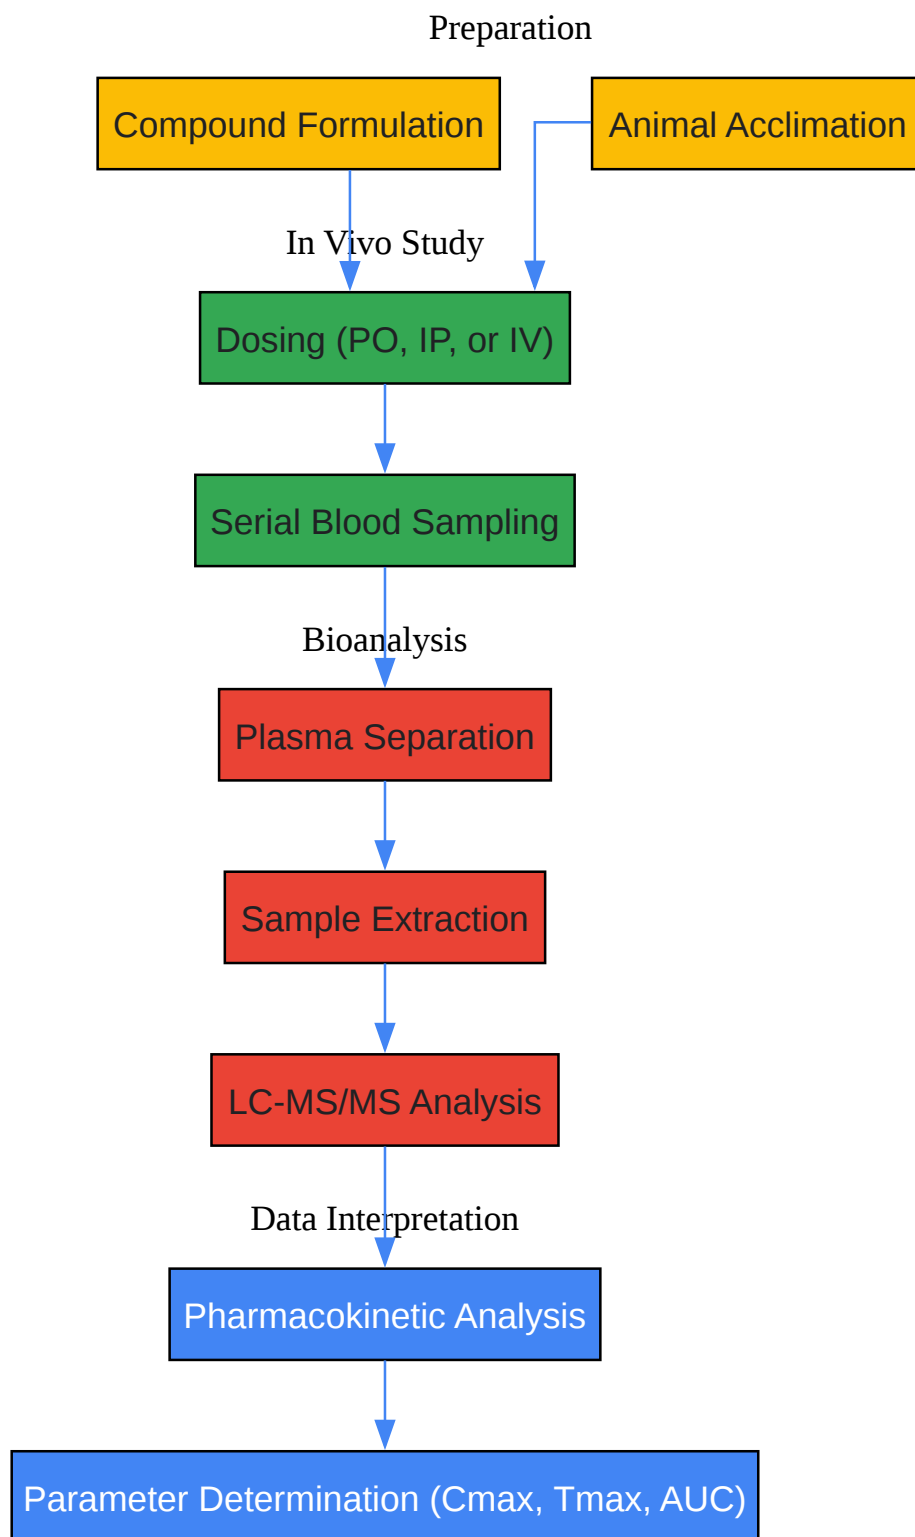 Preparation
Compound Formulation
Animal Acclimation
In Vivo Study
Dosing (PO, IP, or IV)
Serial Blood Sampling
Bioanalysis
Plasma Separation
Sample Extraction
LC-MS/MS Analysis
Data Interpretation
Pharmacokinetic Analysis
Parameter Determination (Cmax, Tmax, AUC)